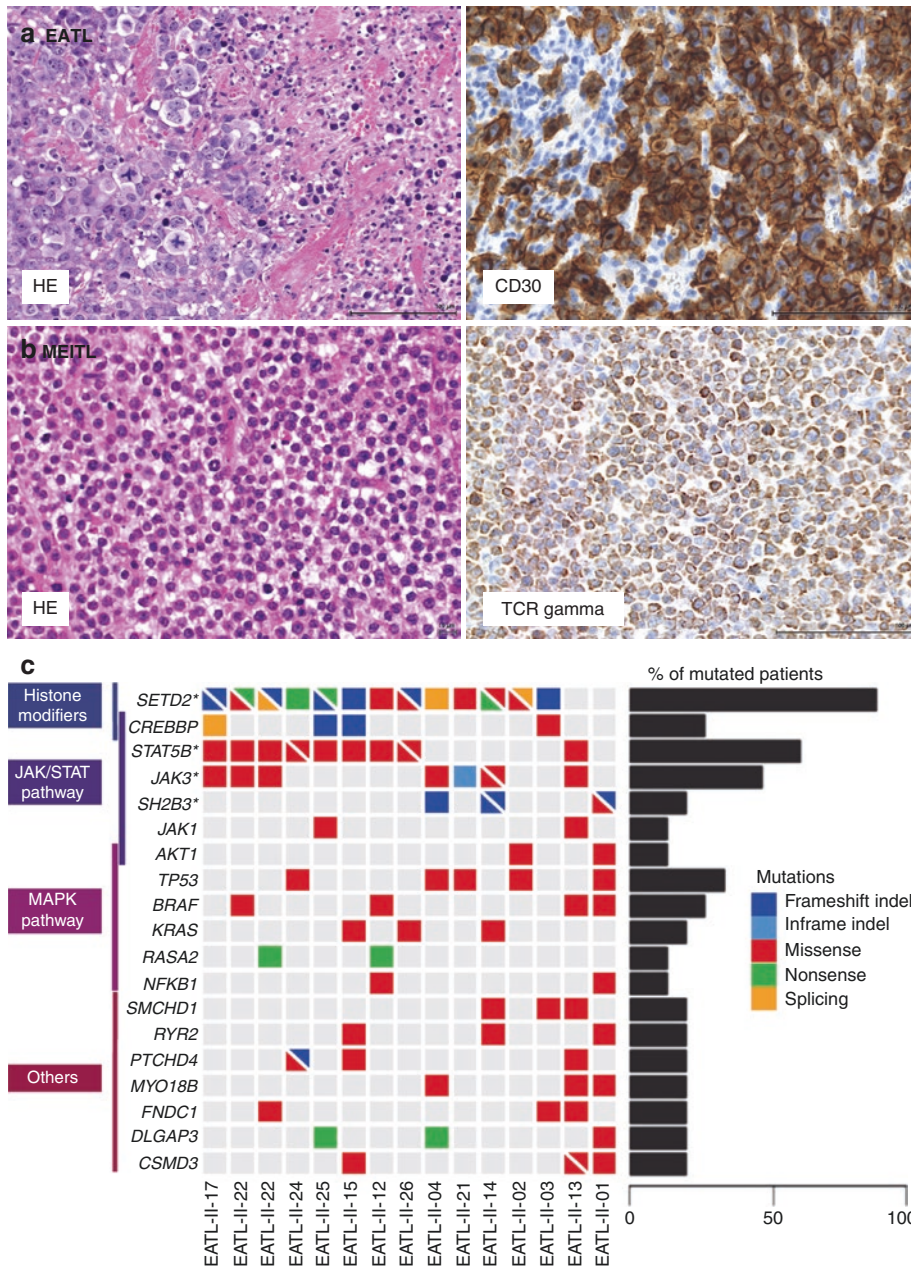 a EATL
HE
CD30
b MEITL
HE
TCR gamma
c
% of mutated patients
Histone
modifiers
JAK/STAT
pathway
MAPK
pathway
Others
SETD2*
CREBBP
STAT5B*
JAK3*
SH2B3*
JAK1
AKT1
TP53
BRAF
KRAS
RASA2
NFKB1
SMCHD1
RYR2
PTCHD4
MYO18B
FNDC1
DLGAP3
CSMD3
Mutations
Frameshift indel
Inframe indel
Missense
Nonsense
Splicing
EATL-II-17
EATL-II-22
EATL-II-22
EATL-II-24
EATL-II-25
EATL-II-15
EATL-II-12
EATL-II-26
EATL-II-04
EATL-II-21
EATL-II-14
EATL-II-02
EATL-II-03
EATL-II-13
EATL-II-01
0
50
100